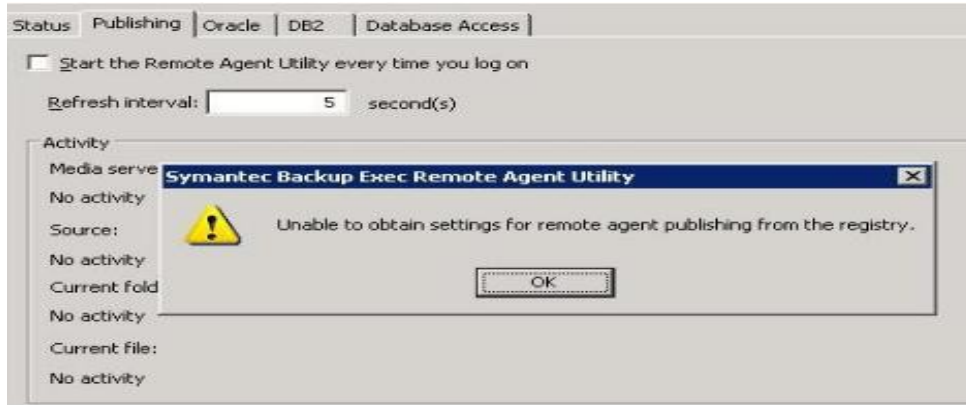 Status Publishing Oracle DB2 Database Access
Start the Remote Agent Utility every time you log on
Refresh interval: 5 second(s)
Activity
Media serve
Symantec Backup Exec Remote Agent Utility
No activity
Unable to obtain settings for remote agent publishing from the registry.
Source:
No activity
OK
Current fold
No activity
Current file:
No activity